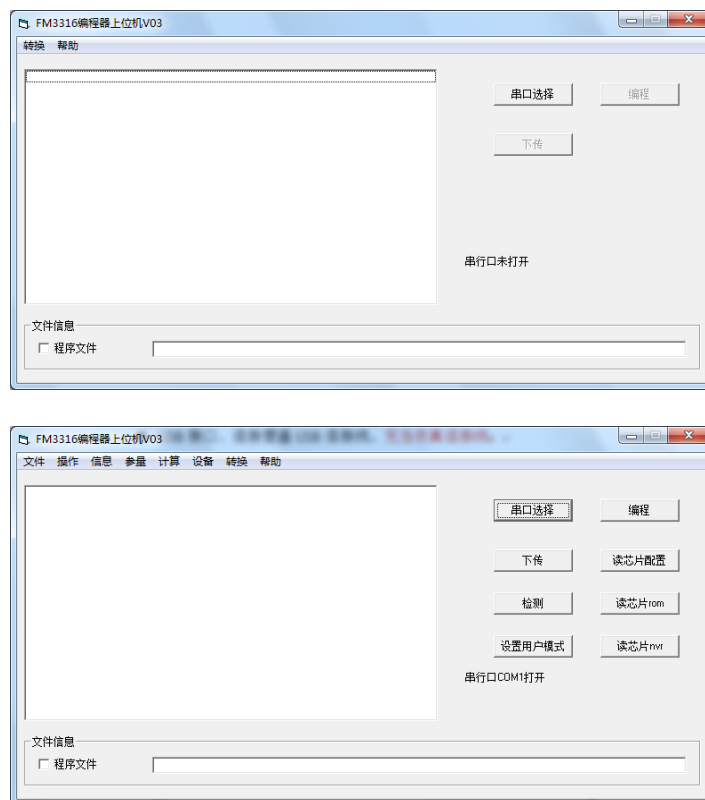 FM3316编程器上位机V03
转换 帮助
串口选择 编程
下传
串行口未打开
文件信息
程序文件
FM3316编程器上位机V03
文件 操作 信息 参量 计算 设备 转换 帮助
串口选择 编程
下传 读芯片配置
检测 读芯片rom
设置用户模式 读芯片nvr
串行口COM1打开
文件信息
程序文件